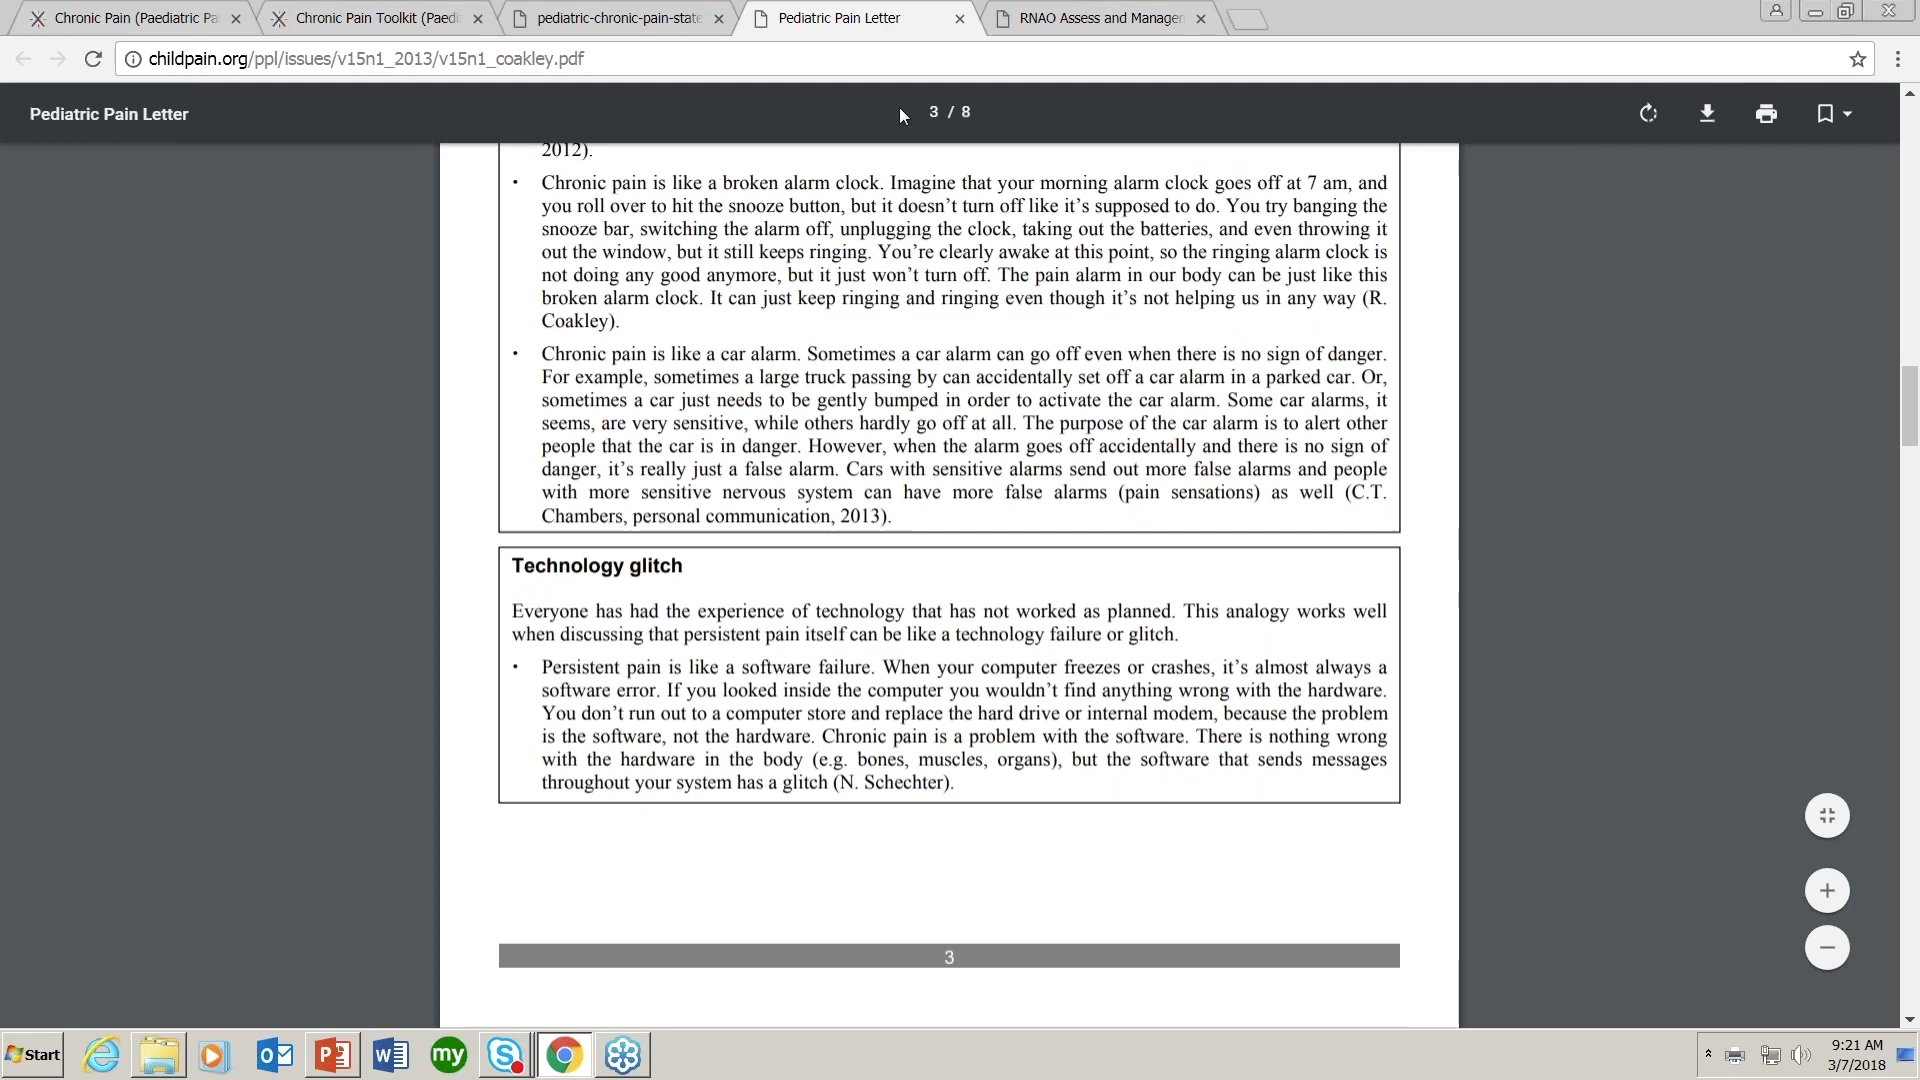 Chronic Pain (Paediatric Pa
Chronic Pain Toolkit (Paedi
pediatric-chronic-pain-state
Pediatric Pain Letter
RNAO Assess and Managem
childpain.org/ppl/issues/v15n1_2013/v15n1_coakley.pdf
Pediatric Pain Letter
3 / 8
2012).
• Chronic pain is like a broken alarm clock. Imagine that your morning alarm clock goes off at 7 am, and
you roll over to hit the snooze button, but it doesn't turn off like it's supposed to do. You try banging the
snooze bar, switching the alarm off, unplugging the clock, taking out the batteries, and even throwing it
out the window, but it still keeps ringing. You're clearly awake at this point, so the ringing alarm clock is
not doing any good anymore, but it just won't turn off. The pain alarm in our body can be just like this
broken alarm clock. It can just keep ringing and ringing even though it's not helping us in any way (R.
Coakley).
• Chronic pain is like a car alarm. Sometimes a car alarm can go off even when there is no sign of danger.
For example, sometimes a large truck passing by can accidentally set off a car alarm in a parked car. Or,
sometimes a car just needs to be gently bumped in order to activate the car alarm. Some car alarms, it
seems, are very sensitive, while others hardly go off at all. The purpose of the car alarm is to alert other
people that the car is in danger. However, when the alarm goes off accidentally and there is no sign of
danger, it's really just a false alarm. Cars with sensitive alarms send out more false alarms and people
with more sensitive nervous system can have more false alarms (pain sensations) as well (C.T.
Chambers, personal communication, 2013).
Technology glitch
Everyone has had the experience of technology that has not worked as planned. This analogy works well
when discussing that persistent pain itself can be like a technology failure or glitch.
• Persistent pain is like a software failure. When your computer freezes or crashes, it's almost always a
software error. If you looked inside the computer you wouldn't find anything wrong with the hardware.
You don't run out to a computer store and replace the hard drive or internal modem, because the problem
is the software, not the hardware. Chronic pain is a problem with the software. There is nothing wrong
with the hardware in the body (e.g. bones, muscles, organs), but the software that sends messages
throughout your system has a glitch (N. Schechter).
3
Start
my
9:21 AM
3/7/2018